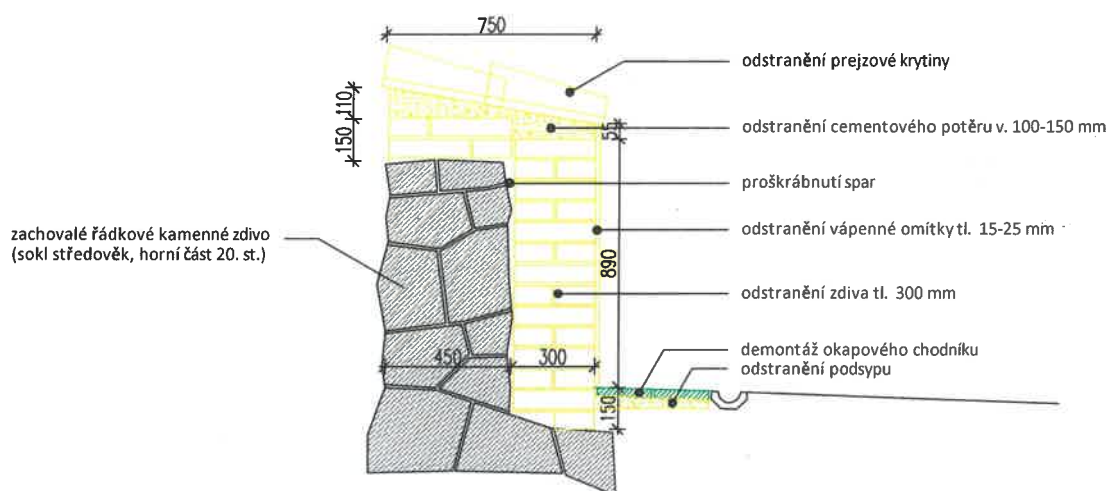 750
odstranění prejzové krytiny
110
150
55
odstranění cementového potěru v. 100-150 mm
proškrábnutí spar
zachovalé řádkové kamenné zdivo
(sokl středověk, horní část 20. st.)
odstranění vápenné omítky tl. 15-25 mm
890
odstranění zdiva tl. 300 mm
450
300
demontáž okapového chodníku
odstranění podsypu
150